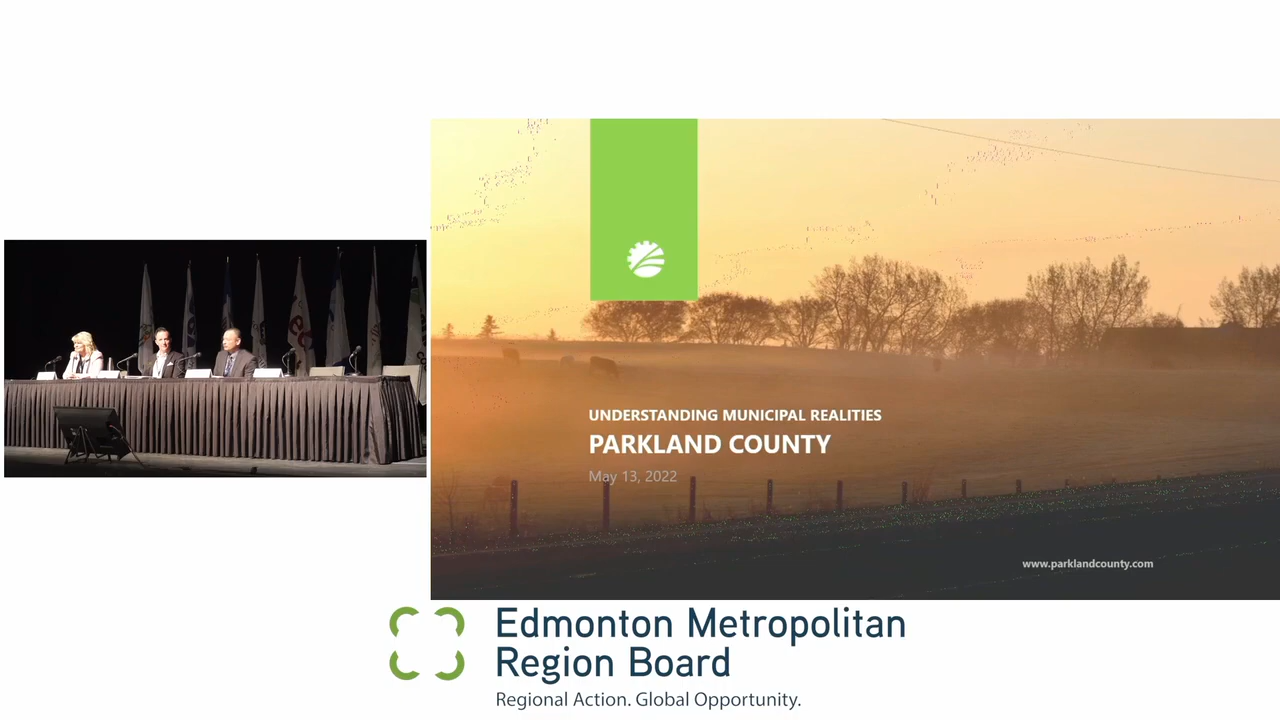 UNDERSTANDING MUNICIPAL REALITIES
PARKLAND COUNTY
May 13, 2022
www.parklandcounty.com
Edmonton Metropolitan
Region Board
Regional Action. Global Opportunity.